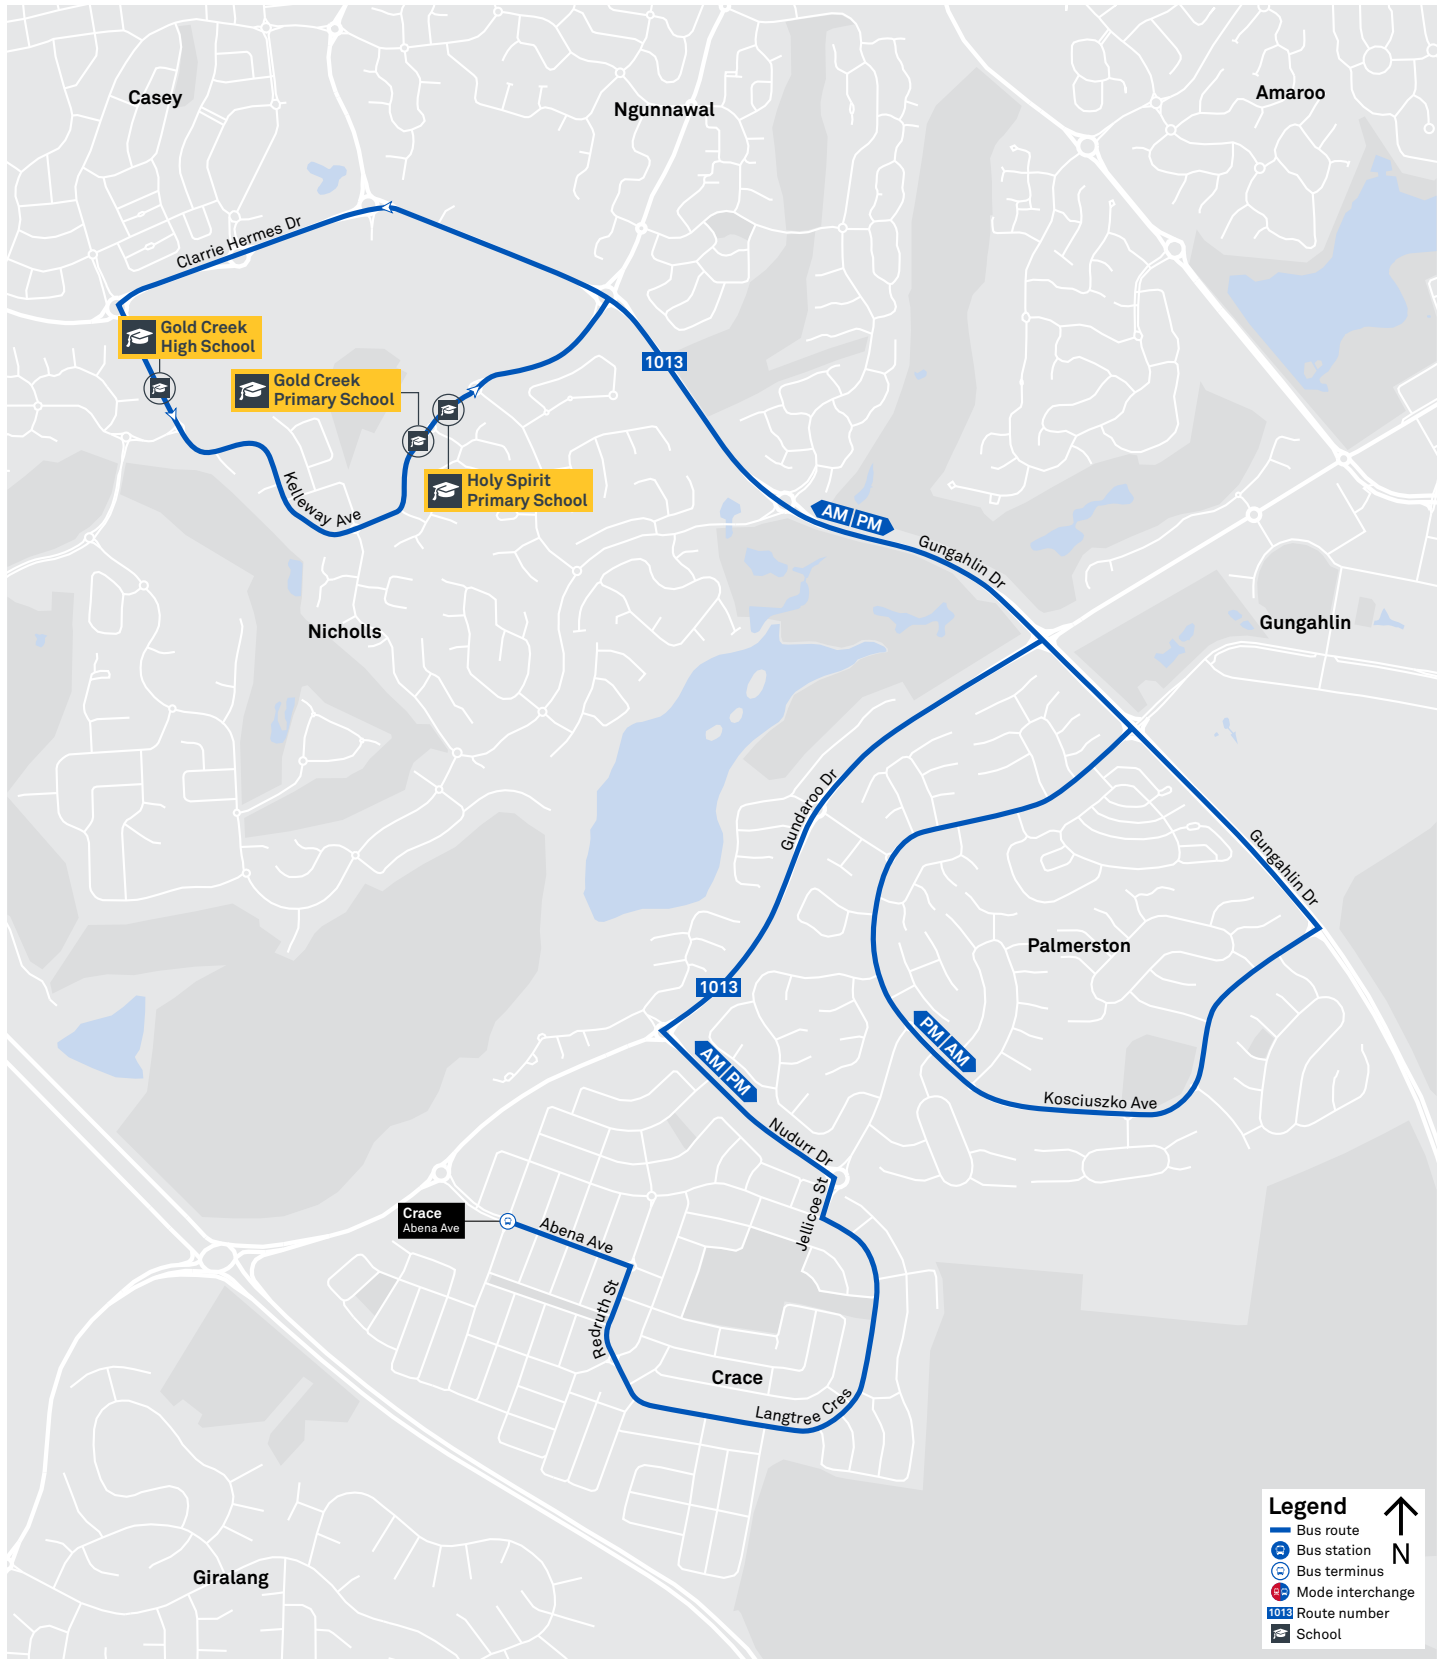 Casey
Ngunnawal
Amaroo
Clarrie Hermes Dr
Gold Creek
High School
Gold Creek
Primary School
1013
Holy Spirit
Primary School
Kelleway Ave
AM PM
Gungahlin Dr
Nicholls
Gungahlin
Gundaroo Dr
Gungahlin Dr
Palmerston
1013
PM AM
AM PM
Kosciuszko Ave
Nudurr Dr
Crace
Abena Ave
Abena Ave
Jellicoe St
Redruth St
Crace
Langtree Cres
Giralang
Legend
Bus route
Bus station
Bus terminus
Mode interchange
1013 Route number
School
N